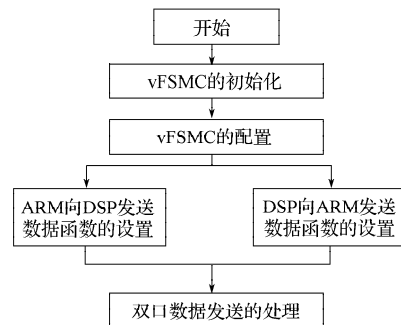 开始
vFSMC的初始化
vFSMC的配置
ARM向DSP发送
数据函数的设置
DSP向ARM发送
数据函数的设置
双口数据发送的处理